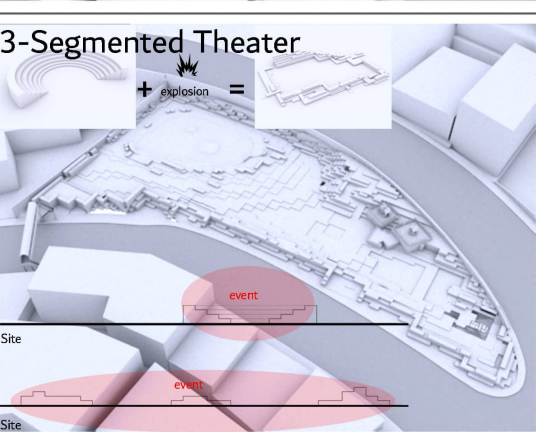 3-Segmented Theater
+ explosion =
event
Site
event
Site